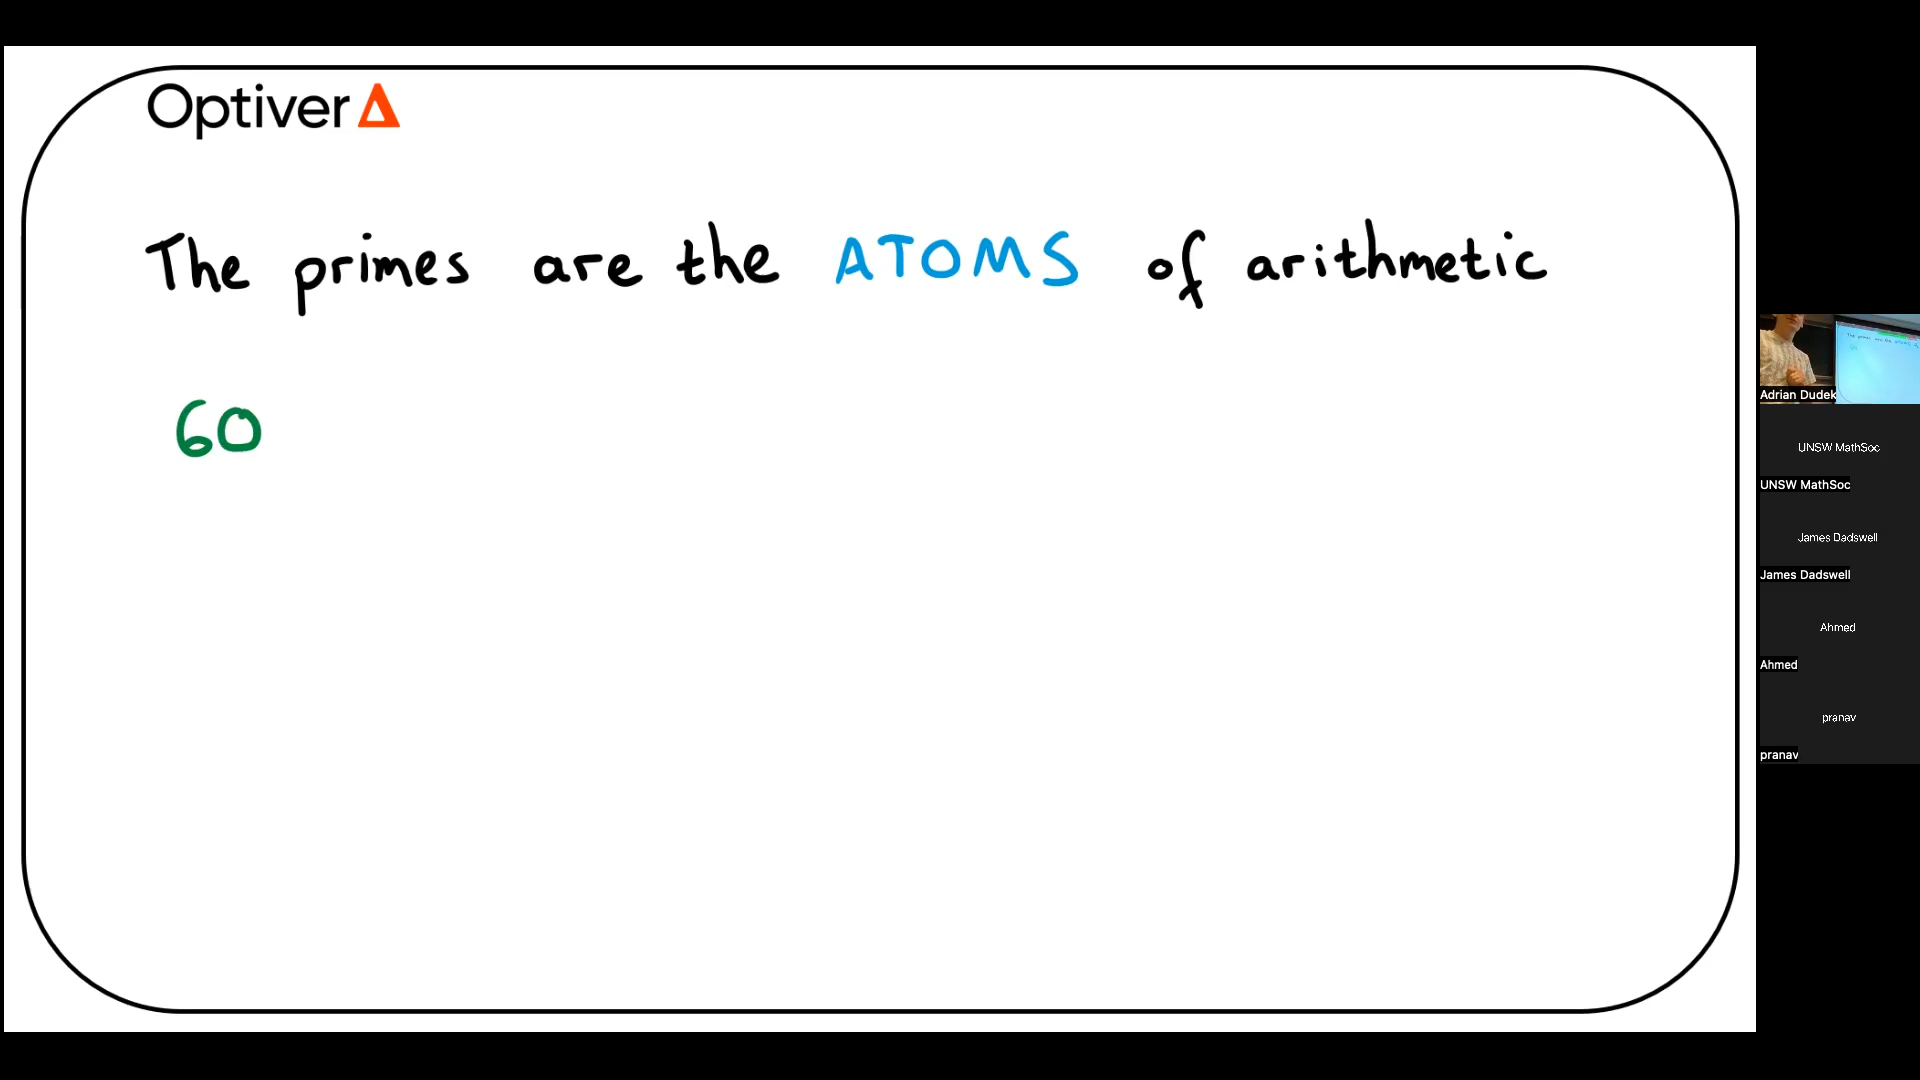 Optiver
The primes are the ATOMS of arithmetic
60
Adrian Dudek
UNSW MathSoc
UNSW MathSoc
James Dadswell
James Dadswell
Ahmed
Ahmed
pranav
pranav